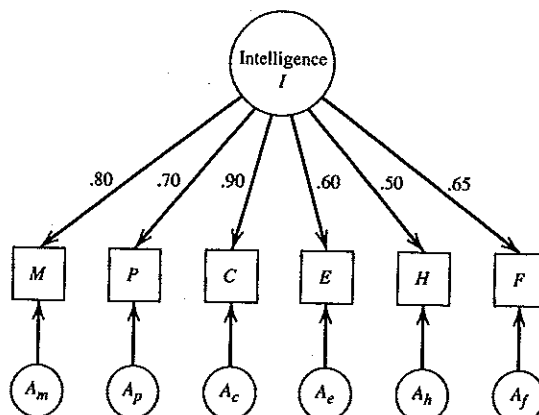 Intelligence
I
.80 .70 .90 .60 .50 .65
M P C E H F
Am Ap Ac Ae Ah Af